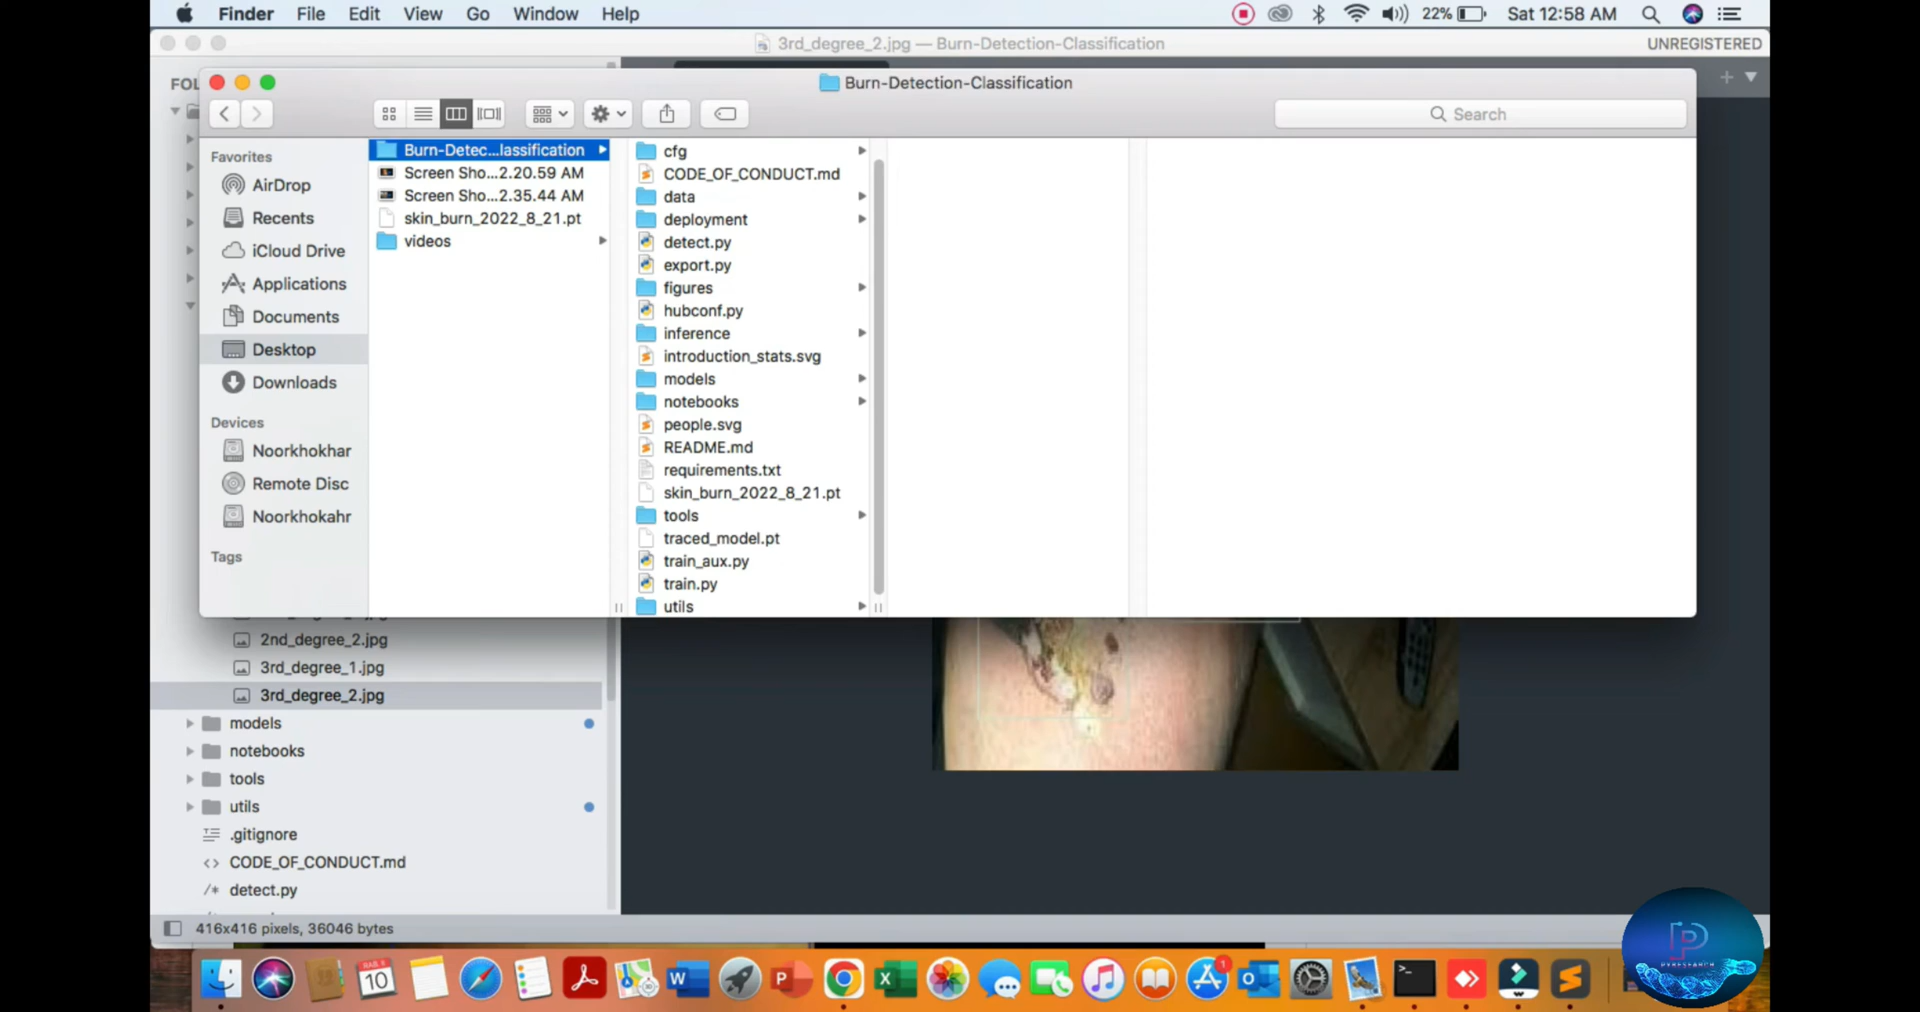 Finder File Edit View Go Window Help 22% Sat 12:58 AM
3rd_degree_2.jpg — Burn-Detection-Classification UNREGISTERED
FOL
Burn-Detection-Classification
Search
Favorites
AirDrop
Recents
iCloud Drive
Applications
Documents
Desktop
Downloads
Devices
Noorkhokhar
Remote Disc
Noorkhokahr
Tags
Burn-Detec...lassification
Screen Sho...2.20.59 AM
Screen Sho...2.35.44 AM
skin_burn_2022_8_21.pt
videos
cfg
CODE_OF_CONDUCT.md
data
deployment
detect.py
export.py
figures
hubconf.py
inference
introduction_stats.svg
models
notebooks
people.svg
README.md
requirements.txt
skin_burn_2022_8_21.pt
tools
traced_model.pt
train_aux.py
train.py
utils
2nd_degree_2.jpg
3rd_degree_1.jpg
3rd_degree_2.jpg
models
notebooks
tools
utils
.gitignore
<> CODE_OF_CONDUCT.md
/* detect.py
416x416 pixels, 36046 bytes
10
W
P
X
1
O
>_
PYRESEARCH